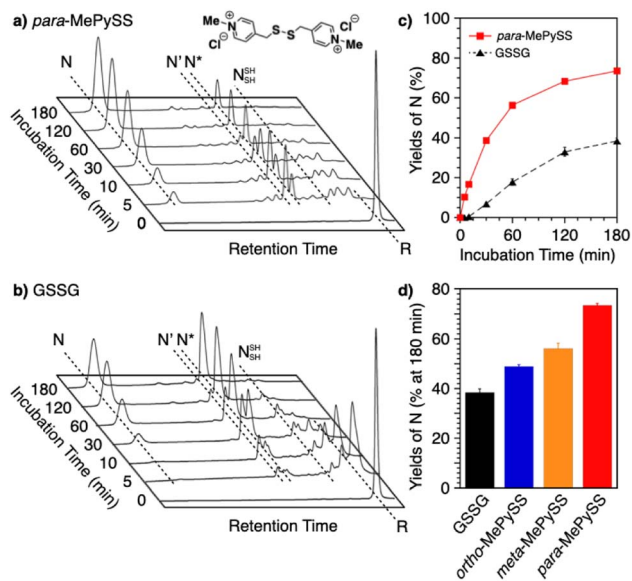 a) para-MePySS
Me
N
+
Cl⊖
S
S
Cl⊖
N
+
Me
N
N' N*
N SH SH
180
120
60
30
10
5
0
Incubation Time (min)
Retention Time
R
b) GSSG
N
N' N*
N SH SH
180
120
60
30
10
5
0
Incubation Time (min)
Retention Time
R
c)
100
80
60
40
20
0
Yields of N (%)
para-MePySS
GSSG
0 60 120 180
Incubation Time (min)
d)
80
60
40
20
0
Yields of N (% at 180 min)
GSSG
ortho-MePySS
meta-MePySS
para-MePySS